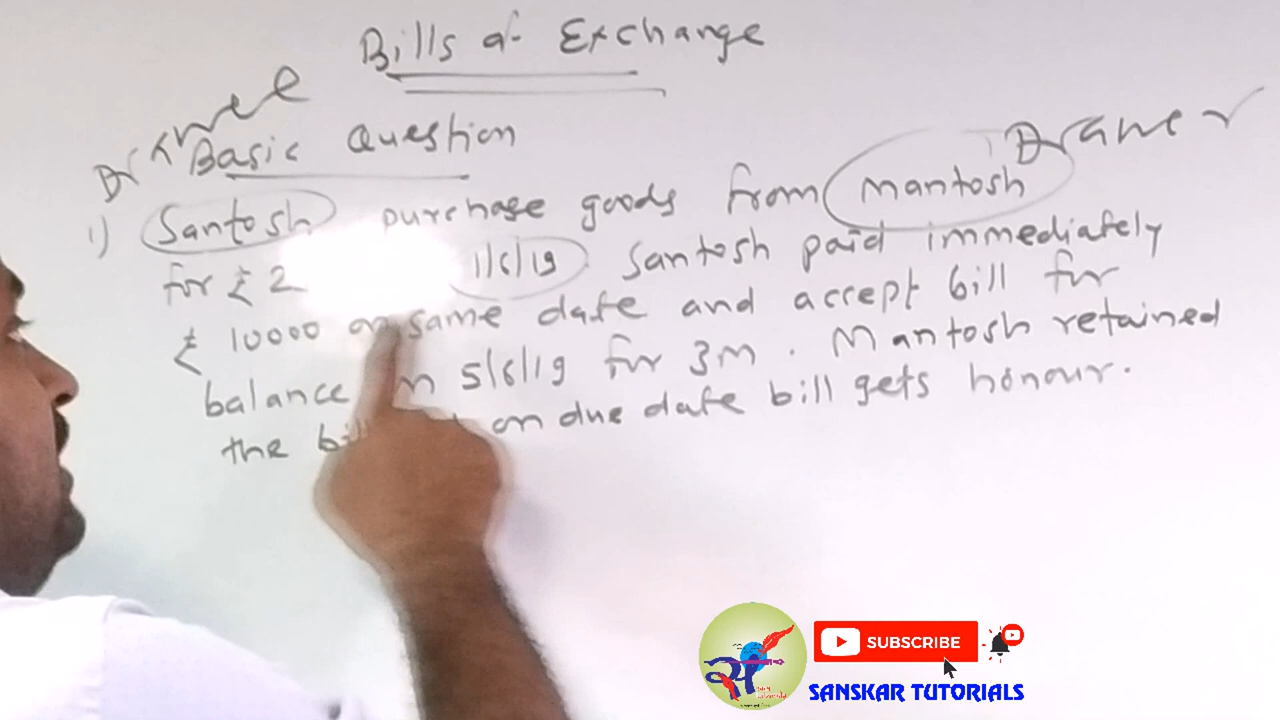 Bills of Exchange
Drawee
Basic Question
Drawer
1) Santosh purchase goods from Mantosh
for ₹ 2 1/6/19. Santosh paid immediately
₹ 10000 on same date and accept bill for
balance on 5/6/19 for 3M. Mantosh retained
the bill on due date bill gets honour.
SUBSCRIBE
SANSKAR TUTORIALS